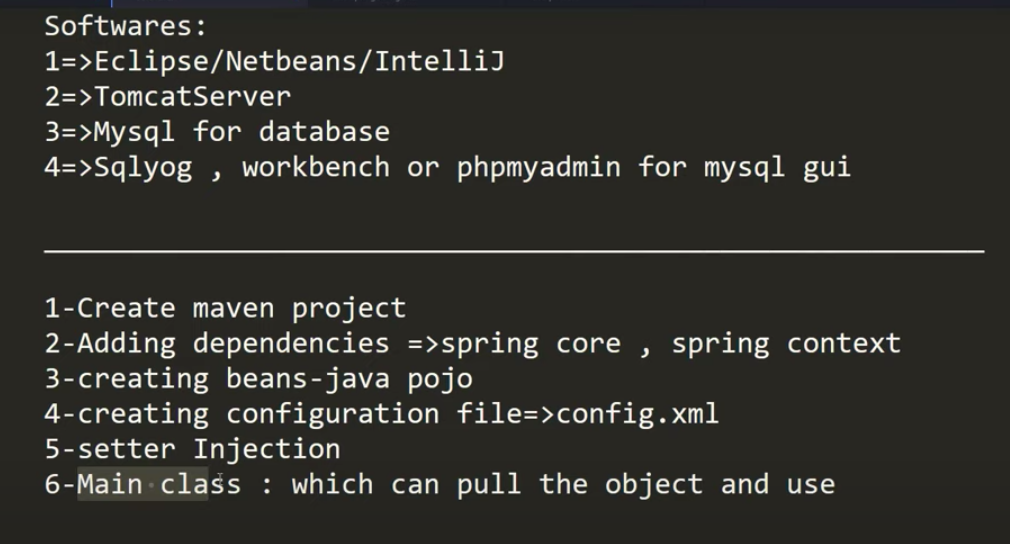 Softwares:
1=>Eclipse/Netbeans/IntelliJ
2=>TomcatServer
3=>Mysql for database
4=>Sqlyog , workbench or phpmyadmin for mysql gui
1-Create maven project
2-Adding dependencies =>spring core , spring context
3-creating beans-java pojo
4-creating configuration file=>config.xml
5-setter Injection
6-Main class : which can pull the object and use